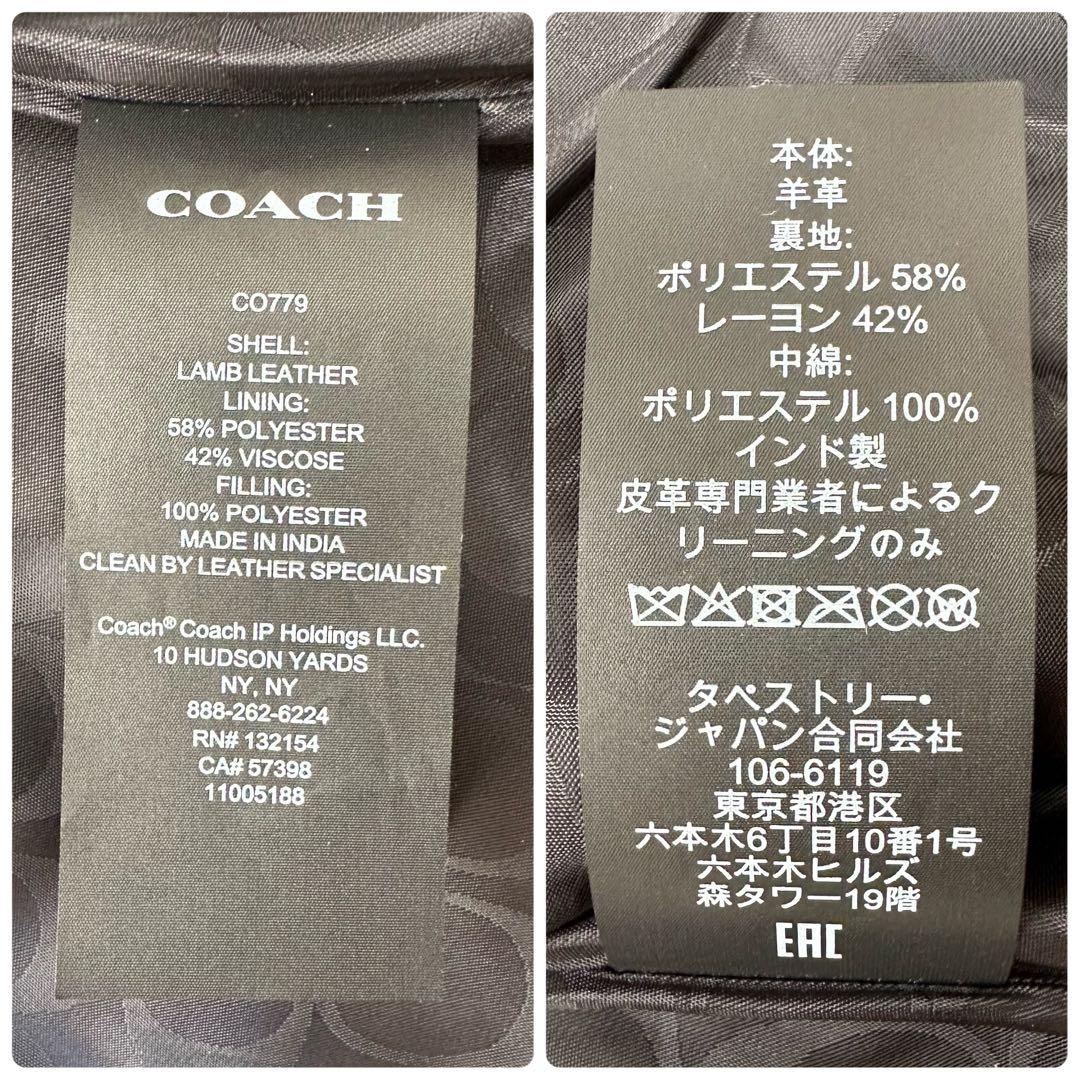 COACH
CO779
SHELL:
LAMB LEATHER
LINING:
58% POLYESTER
42% VISCOSE
FILLING:
100% POLYESTER
MADE IN INDIA
CLEAN BY LEATHER SPECIALIST
Coach® Coach IP Holdings LLC.
10 HUDSON YARDS
NY, NY
888-262-6224
RN# 132154
CA# 57398
11005188
本体:
羊革
裏地:
ポリエステル 58%
レーヨン 42%
中綿:
ポリエステル 100%
インド製
皮革専門業者によるク
リーニングのみ
W
タペストリー・
ジャパン合同会社
106-6119
東京都港区
六本木6丁目10番1号
六本木ヒルズ
森タワー19階
EAC